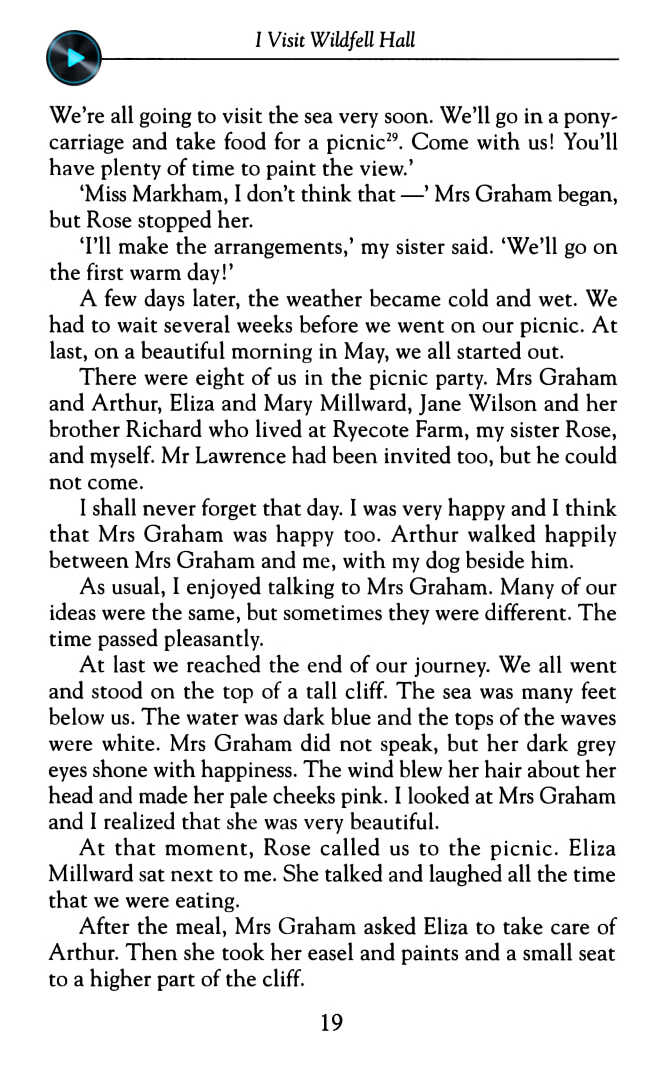 I Visit Wildfell Hall
We're all going to visit the sea very soon. We'll go in a pony-
carriage and take food for a picnic²⁹. Come with us! You'll
have plenty of time to paint the view.'
'Miss Markham, I don't think that —' Mrs Graham began,
but Rose stopped her.
'I'll make the arrangements,' my sister said. 'We'll go on
the first warm day!'
A few days later, the weather became cold and wet. We
had to wait several weeks before we went on our picnic. At
last, on a beautiful morning in May, we all started out.
There were eight of us in the picnic party. Mrs Graham
and Arthur, Eliza and Mary Millward, Jane Wilson and her
brother Richard who lived at Ryecote Farm, my sister Rose,
and myself. Mr Lawrence had been invited too, but he could
not come.
I shall never forget that day. I was very happy and I think
that Mrs Graham was happy too. Arthur walked happily
between Mrs Graham and me, with my dog beside him.
As usual, I enjoyed talking to Mrs Graham. Many of our
ideas were the same, but sometimes they were different. The
time passed pleasantly.
At last we reached the end of our journey. We all went
and stood on the top of a tall cliff. The sea was many feet
below us. The water was dark blue and the tops of the waves
were white. Mrs Graham did not speak, but her dark grey
eyes shone with happiness. The wind blew her hair about her
head and made her pale cheeks pink. I looked at Mrs Graham
and I realized that she was very beautiful.
At that moment, Rose called us to the picnic. Eliza
Millward sat next to me. She talked and laughed all the time
that we were eating.
After the meal, Mrs Graham asked Eliza to take care of
Arthur. Then she took her easel and paints and a small seat
to a higher part of the cliff.
19